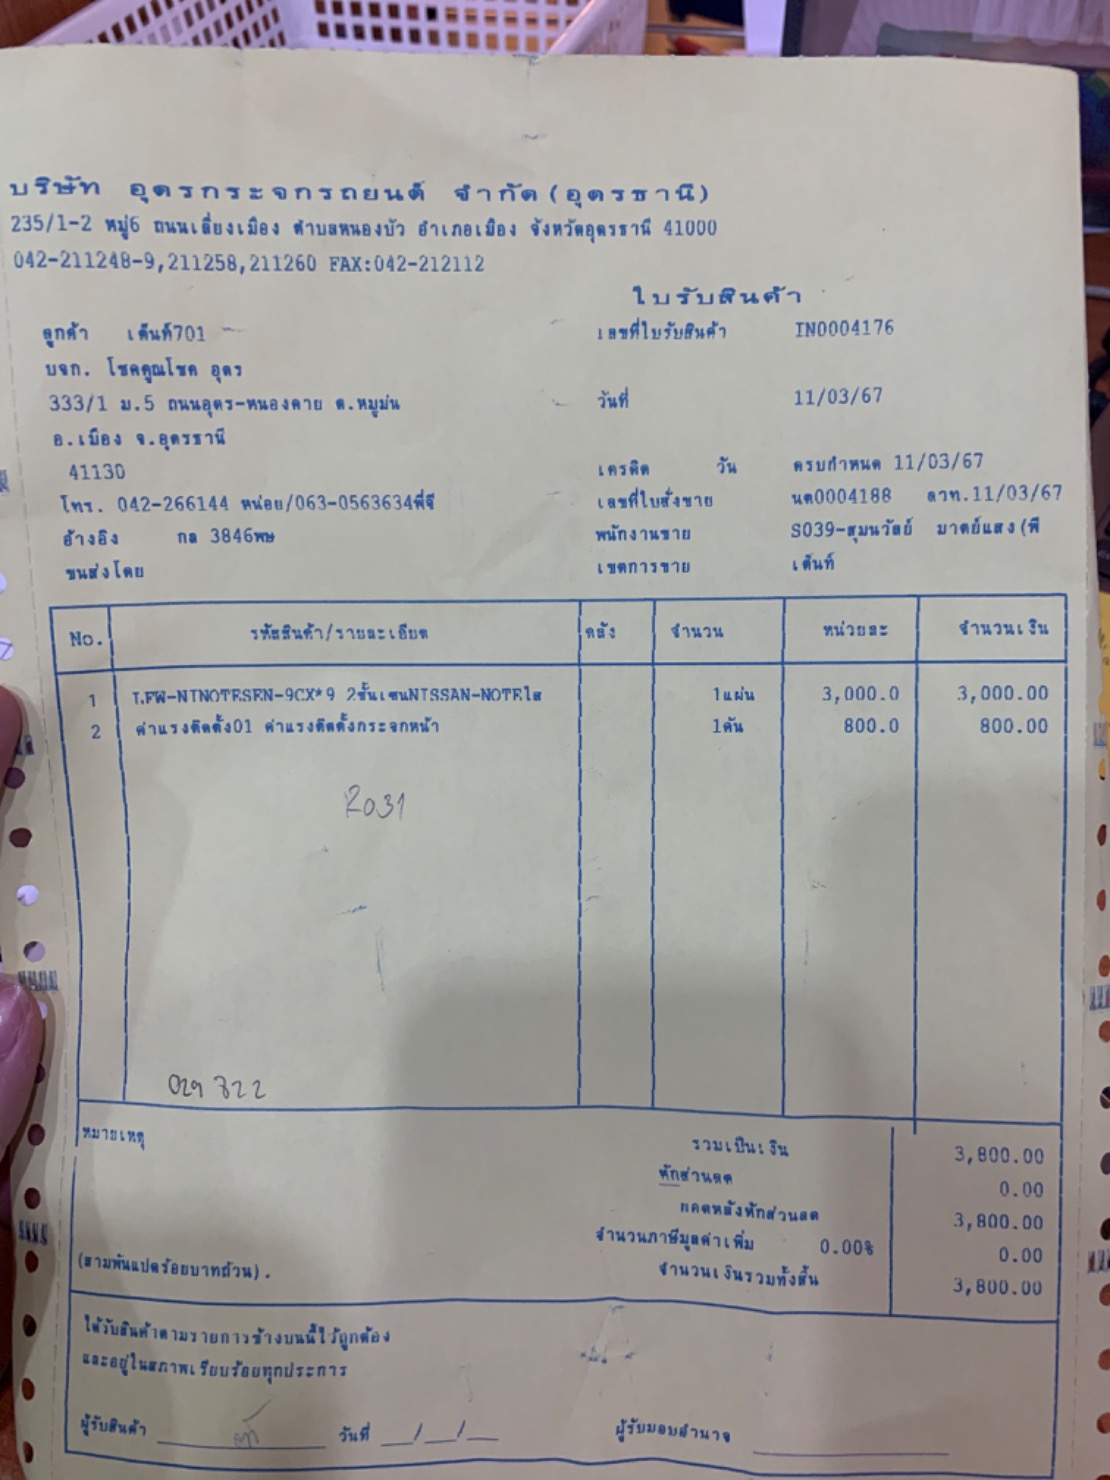 บริษัท อุดรกระจกรถยนต์ จำกัด(อุดรธานี)
235/1-2 หมู่6 ถนนเลี่ยงเมือง ตำบลหนองบัว อำเภอเมือง จังหวัดอุดรธานี 41000
042-211248-9,211258,211260 FAX:042-212112
ใบรับสินค้า
ลูกค้า เต็นท์701 เลขที่ใบรับสินค้า IN0004176
บจก. โชคคูณโชค อุดร
333/1 ม.5 ถนนอุดร-หนองคาย ต.หมูม่น วันที่ 11/03/67
อ.เมือง จ.อุดรธานี
41130 เครดิต วัน ครบกำหนด 11/03/67
โทร. 042-266144 หน่อย/063-0563634พี่จี เลขที่ใบสั่งขาย นค0004188 ลวท.11/03/67
อ้างอิง กล 3846พษ พนักงานขาย S039-สุมนวัลย์ มาตย์แสง(พี
ขนส่งโดย เขตการขาย เต็นท์
No. รหัสสินค้า/รายละเอียด คลัง จำนวน หน่วยละ จำนวนเงิน
1 LFW-NINOTESEN-9CX*9 2ชั้นเซนNISSAN-NOTEใส 1แผ่น 3,000.0 3,000.00
2 ค่าแรงติดตั้ง01 ค่าแรงติดตั้งกระจกหน้า 1คัน 800.0 800.00
2031
029 722
หมายเหตุ รวมเป็นเงิน 3,800.00
หักส่วนลด 0.00
ยอดหลังหักส่วนลด 3,800.00
จำนวนภาษีมูลค่าเพิ่ม 0.00% 0.00
(สามพันแปดร้อยบาทถ้วน). จำนวนเงินรวมทั้งสิ้น 3,800.00
ได้รับสินค้าตามรายการข้างบนนี้ไว้ถูกต้อง
และอยู่ในสภาพเรียบร้อยทุกประการ
ผู้รับสินค้า วันที่ __/__/__ ผู้รับมอบอำนาจ